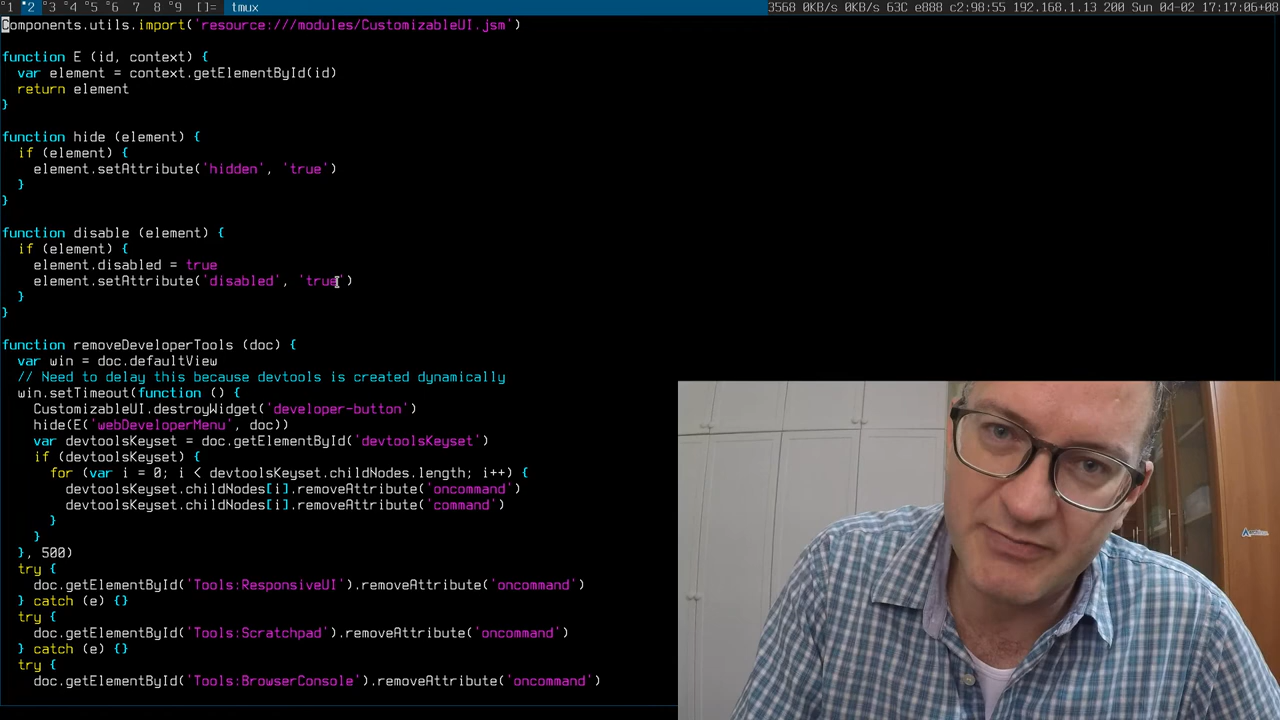 1 2 3 4 5 6 7 8 9 []= tmux 3568 0KB/s 0KB/s 63C e888 c2:98:55 192.168.1.13 200 Sun 04-02 17:17:06+08
Components.utils.import('resource:///modules/CustomizableUI.jsm')
function E (id, context) {
var element = context.getElementById(id)
return element
}
function hide (element) {
if (element) {
element.setAttribute('hidden', 'true')
}
}
function disable (element) {
if (element) {
element.disabled = true
element.setAttribute('disabled', 'true')
}
}
function removeDeveloperTools (doc) {
var win = doc.defaultView
// Need to delay this because devtools is created dynamically
win.setTimeout(function () {
CustomizableUI.destroyWidget('developer-button')
hide(E('webDeveloperMenu', doc))
var devtoolsKeyset = doc.getElementById('devtoolsKeyset')
if (devtoolsKeyset) {
for (var i = 0; i < devtoolsKeyset.childNodes.length; i++) {
devtoolsKeyset.childNodes[i].removeAttribute('oncommand')
devtoolsKeyset.childNodes[i].removeAttribute('command')
}
}
}, 500)
try {
doc.getElementById('Tools:ResponsiveUI').removeAttribute('oncommand')
} catch (e) {}
try {
doc.getElementById('Tools:Scratchpad').removeAttribute('oncommand')
} catch (e) {}
try {
doc.getElementById('Tools:BrowserConsole').removeAttribute('oncommand')